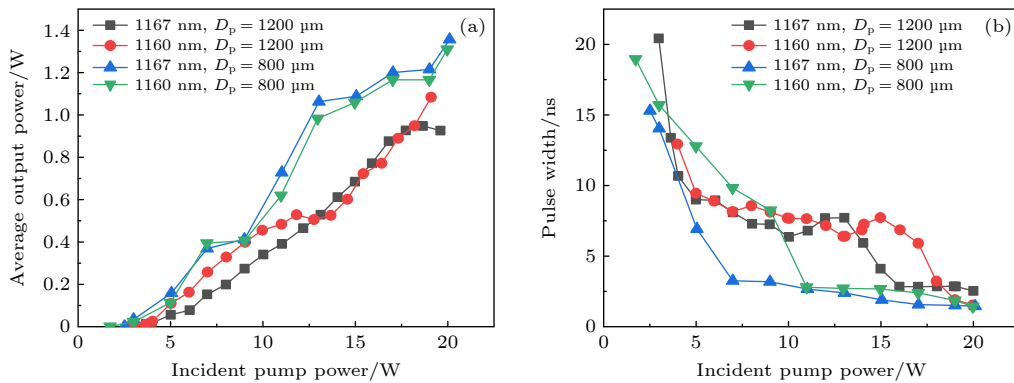 (a)
1167 nm, Dp = 1200 μm
1160 nm, Dp = 1200 μm
1167 nm, Dp = 800 μm
1160 nm, Dp = 800 μm
Average output power/W
1.4
1.2
1.0
0.8
0.6
0.4
0.2
0
0 5 10 15 20
Incident pump power/W
(b)
1167 nm, Dp = 1200 μm
1160 nm, Dp = 1200 μm
1167 nm, Dp = 800 μm
1160 nm, Dp = 800 μm
Pulse width/ns
20
15
10
5
0
0 5 10 15 20
Incident pump power/W